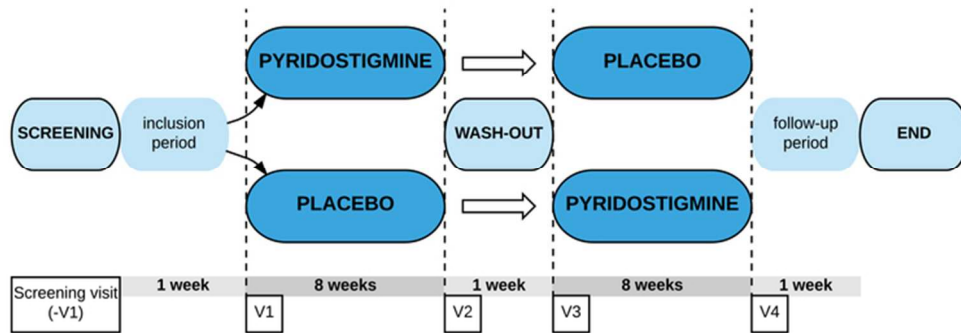 PYRIDOSTIGMINE
PLACEBO
SCREENING
inclusion
period
WASH-OUT
follow-up
period
END
PLACEBO
PYRIDOSTIGMINE
1 week
8 weeks
1 week
8 weeks
1 week
Screening visit
(-V1)
V1
V2
V3
V4